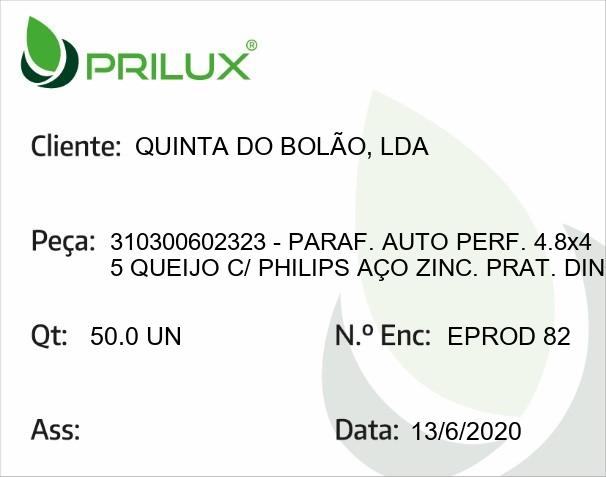 PRILUX®
Cliente: QUINTA DO BOLÃO, LDA
Peça: 310300602323 - PARAF. AUTO PERF. 4.8x4
5 QUEIJO C/ PHILIPS AÇO ZINC. PRAT. DIN
Qt: 50.0 UN N.º Enc: EPROD 82
Ass: Data: 13/6/2020